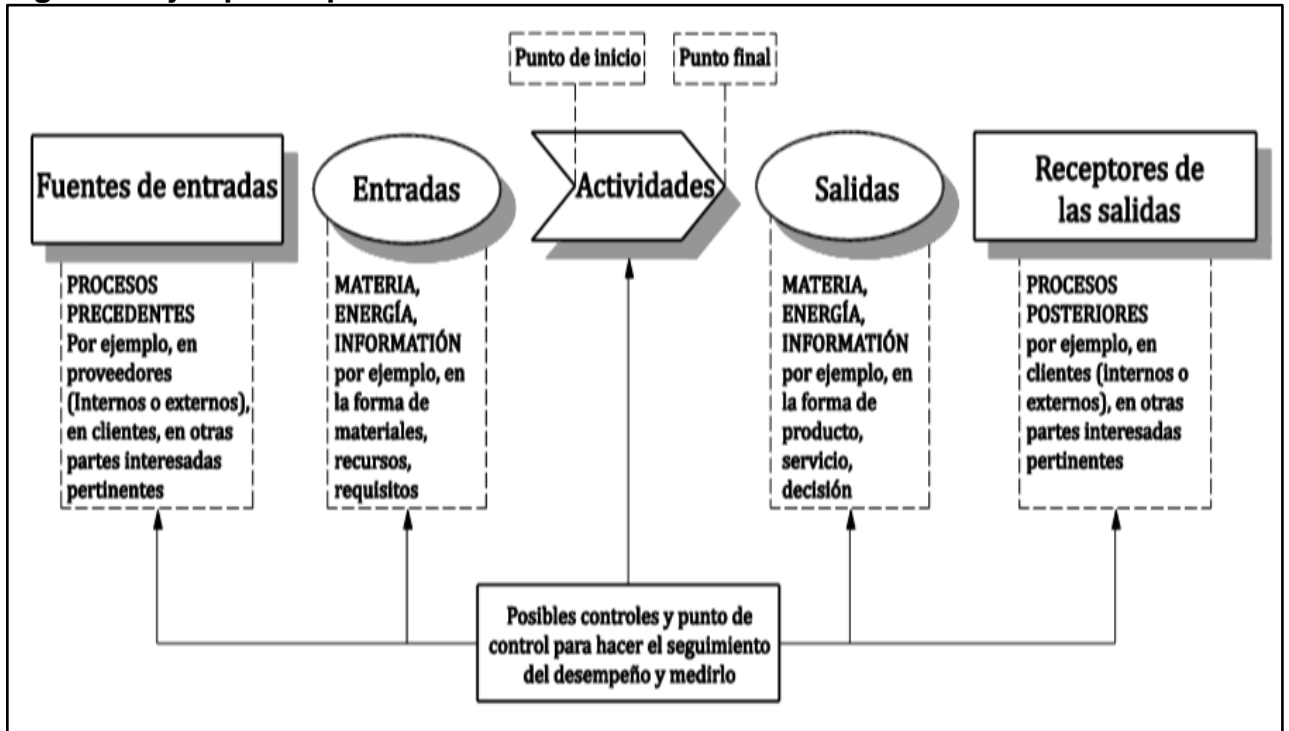 Punto de inicio
Punto final
Fuentes de entradas
Entradas
Actividades
Salidas
Receptores de
las salidas
PROCESOS
PRECEDENTES
Por ejemplo, en
proveedores
(Internos o externos),
en clientes, en otras
partes interesadas
pertinentes
MATERIA,
ENERGÍA,
INFORMATIÓN
por ejemplo, en
la forma de
materiales,
recursos,
requisitos
MATERIA,
ENERGÍA,
INFORMATIÓN
por ejemplo, en
la forma de
producto,
servicio,
decisión
PROCESOS
POSTERIORES
por ejemplo, en
clientes (internos o
externos), en otras
partes interesadas
pertinentes
Posibles controles y punto de
control para hacer el seguimiento
del desempeño y medirlo